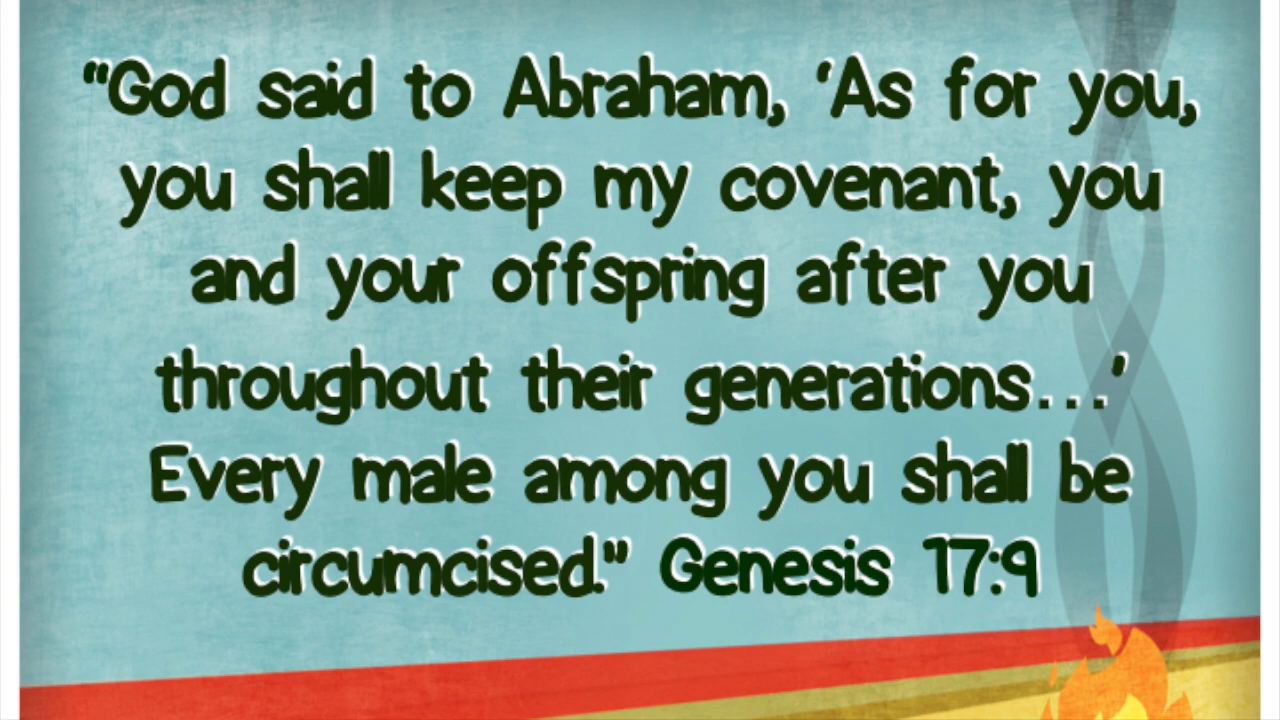 "God said to Abraham, 'As for you,
you shall keep my covenant, you
and your offspring after you
throughout their generations...'
Every male among you shall be
circumcised." Genesis 17:9